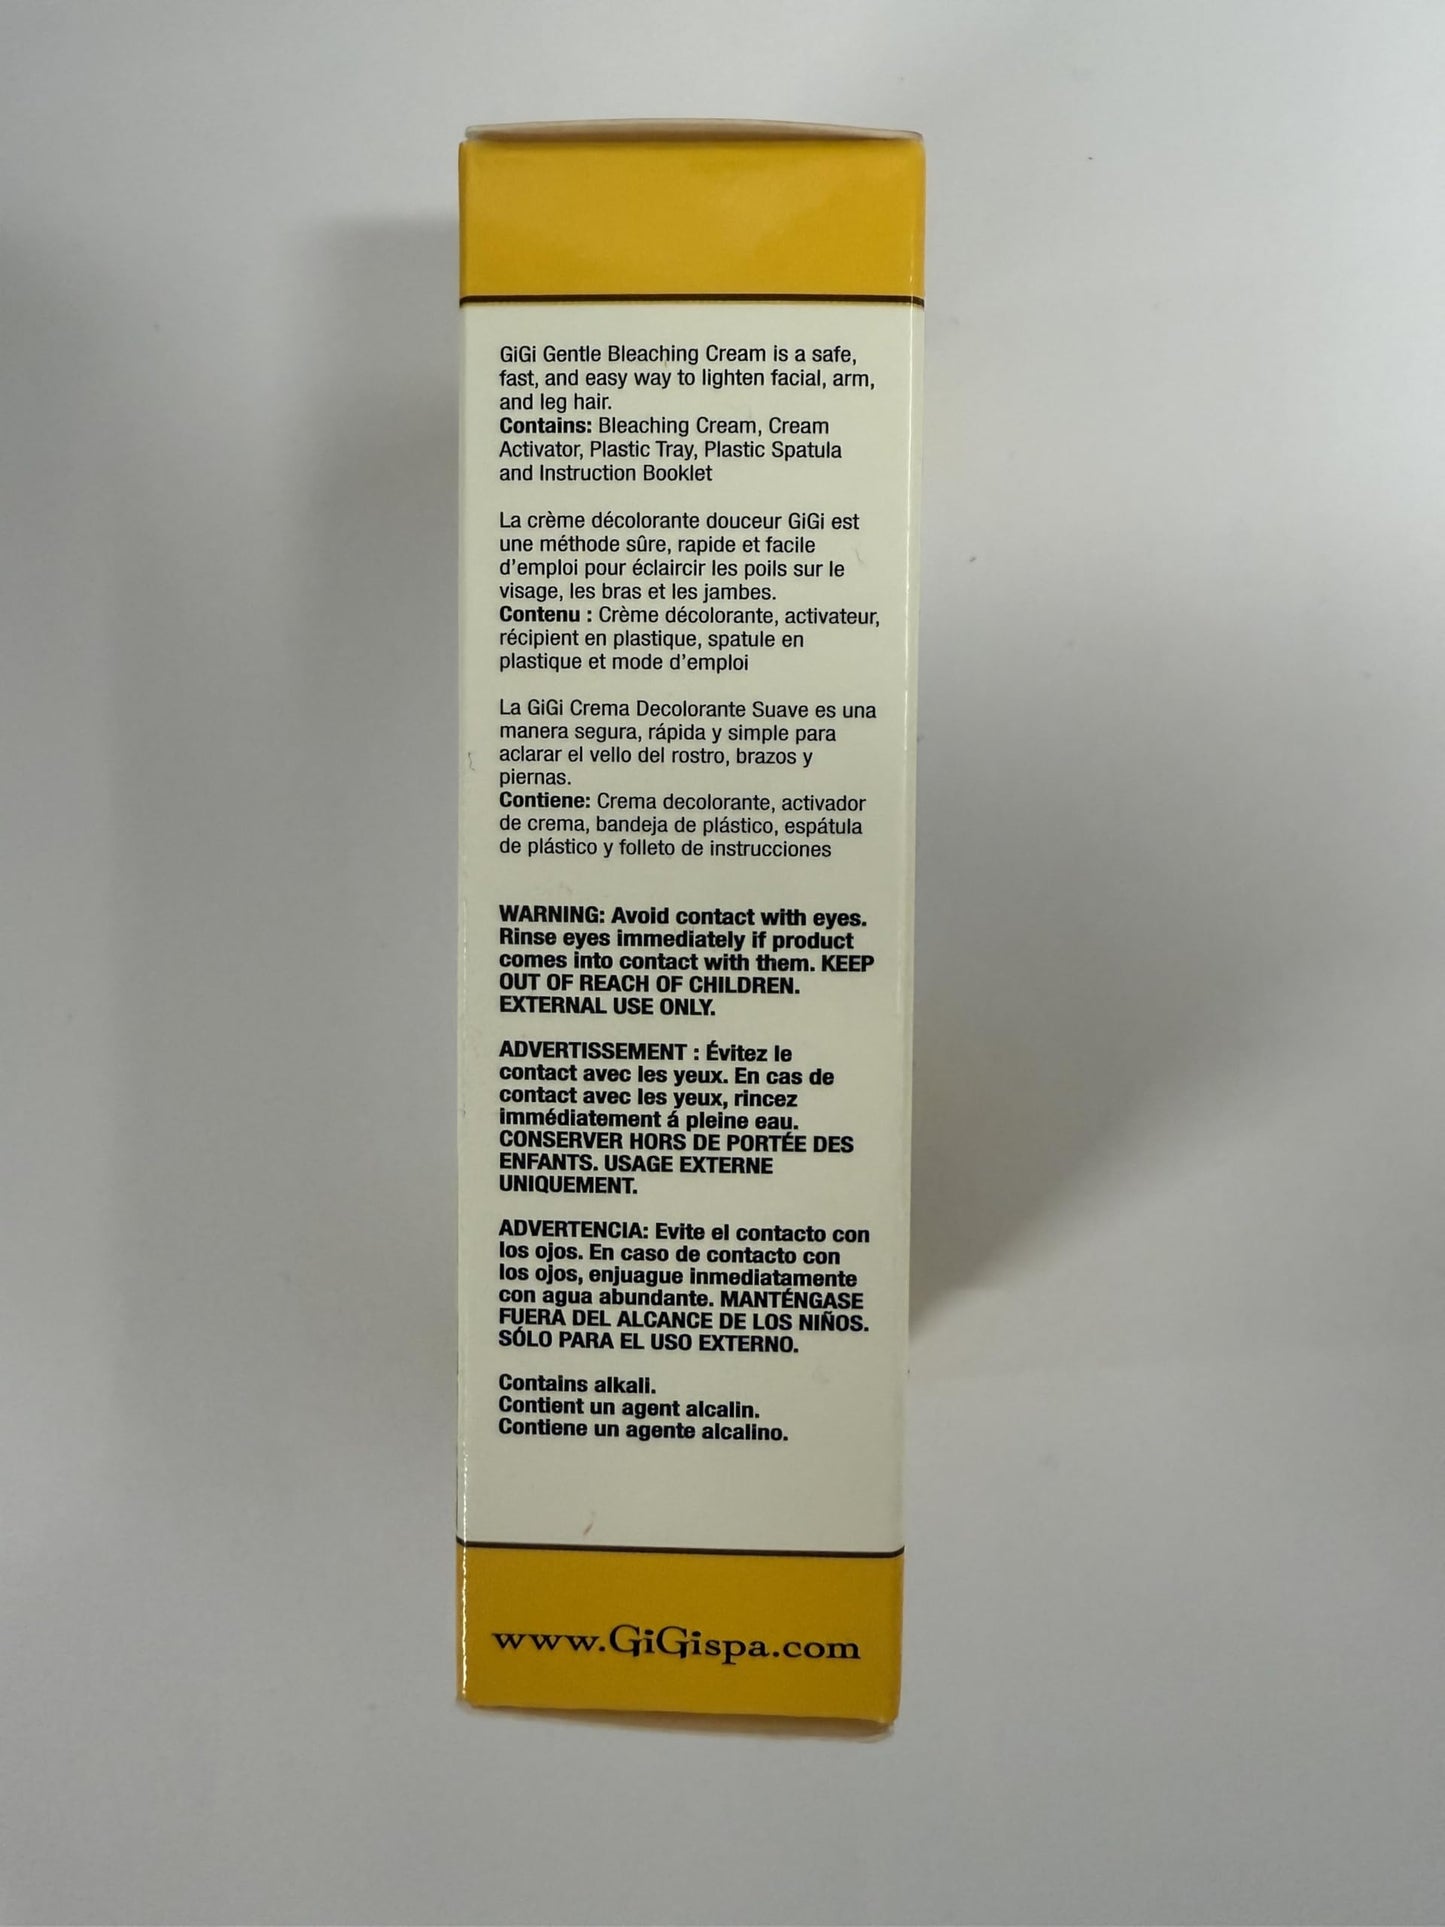 GiGi Gentle Bleaching Cream is a safe,
fast, and easy way to lighten facial, arm,
and leg hair.
Contains: Bleaching Cream, Cream
Activator, Plastic Tray, Plastic Spatula
and Instruction Booklet
La crème décolorante douceur GiGi est
une méthode sûre, rapide et facile
d'emploi pour éclaircir les poils sur le
visage, les bras et les jambes.
Contenu : Crème décolorante, activateur,
récipient en plastique, spatule en
plastique et mode d'emploi
La GiGi Crema Decolorante Suave es una
manera segura, rápida y simple para
aclarar el vello del rostro, brazos y
piernas.
Contiene: Crema decolorante, activador
de crema, bandeja de plástico, espátula
de plástico y folleto de instrucciones
WARNING: Avoid contact with eyes.
Rinse eyes immediately if product
comes into contact with them. KEEP
OUT OF REACH OF CHILDREN.
EXTERNAL USE ONLY.
ADVERTISSEMENT : Évitez le
contact avec les yeux. En cas de
contact avec les yeux, rincez
immédiatement á pleine eau.
CONSERVER HORS DE PORTÉE DES
ENFANTS. USAGE EXTERNE
UNIQUEMENT.
ADVERTENCIA: Evite el contacto con
los ojos. En caso de contacto con
los ojos, enjuague inmediatamente
con agua abundante. MANTÉNGASE
FUERA DEL ALCANCE DE LOS NIÑOS.
SÓLO PARA EL USO EXTERNO.
Contains alkali.
Contient un agent alcalin.
Contiene un agente alcalino.
www.GiGispa.com